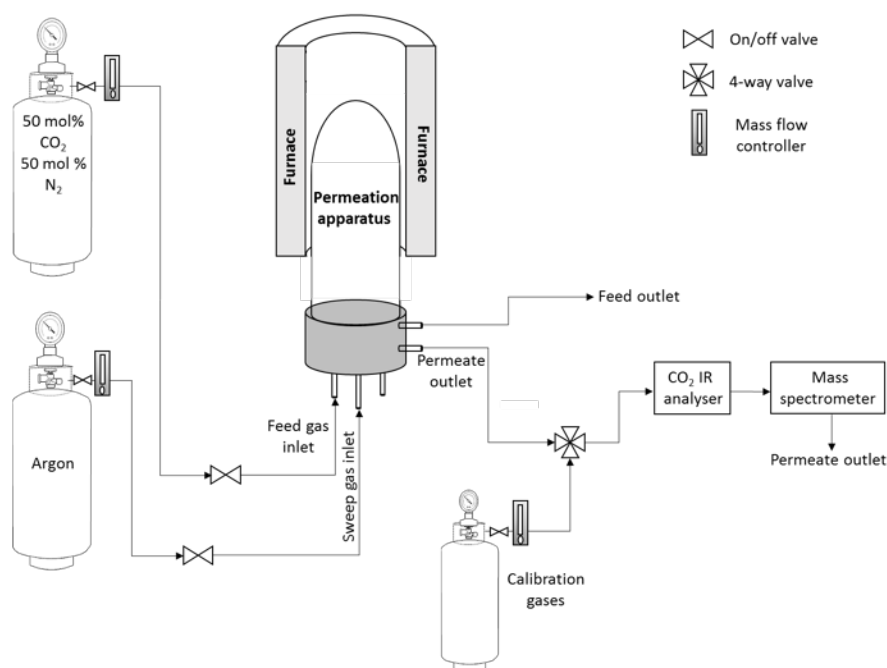 50 mol%
CO₂
50 mol %
N₂
Furnace
Furnace
Permeation
apparatus
On/off valve
4-way valve
Mass flow
controller
Feed outlet
Permeate
outlet
Feed gas
inlet
Sweep gas inlet
Argon
CO₂ IR
analyser
Mass
spectrometer
Permeate outlet
Calibration
gases